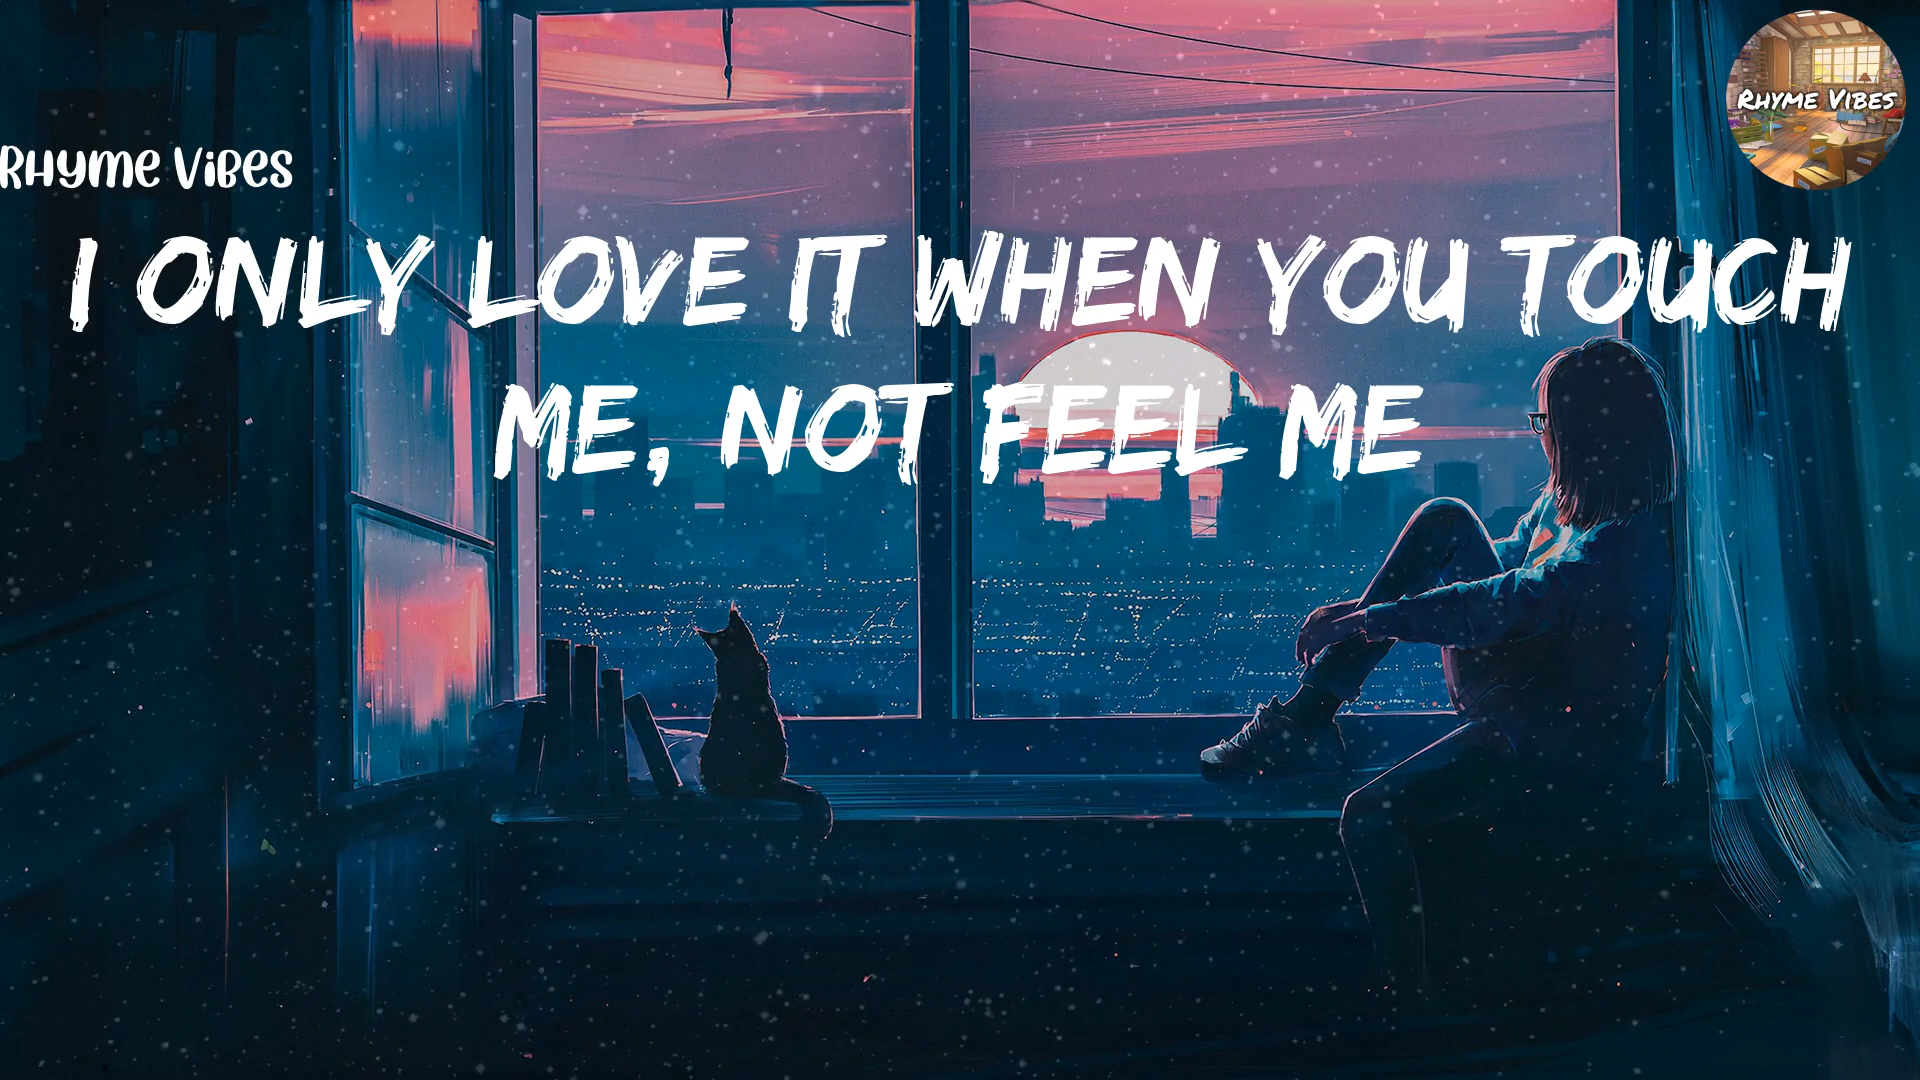 Rhyme Vibes
Rhyme Vibes
I ONLY LOVE IT WHEN YOU TOUCH
ME, NOT FEEL ME